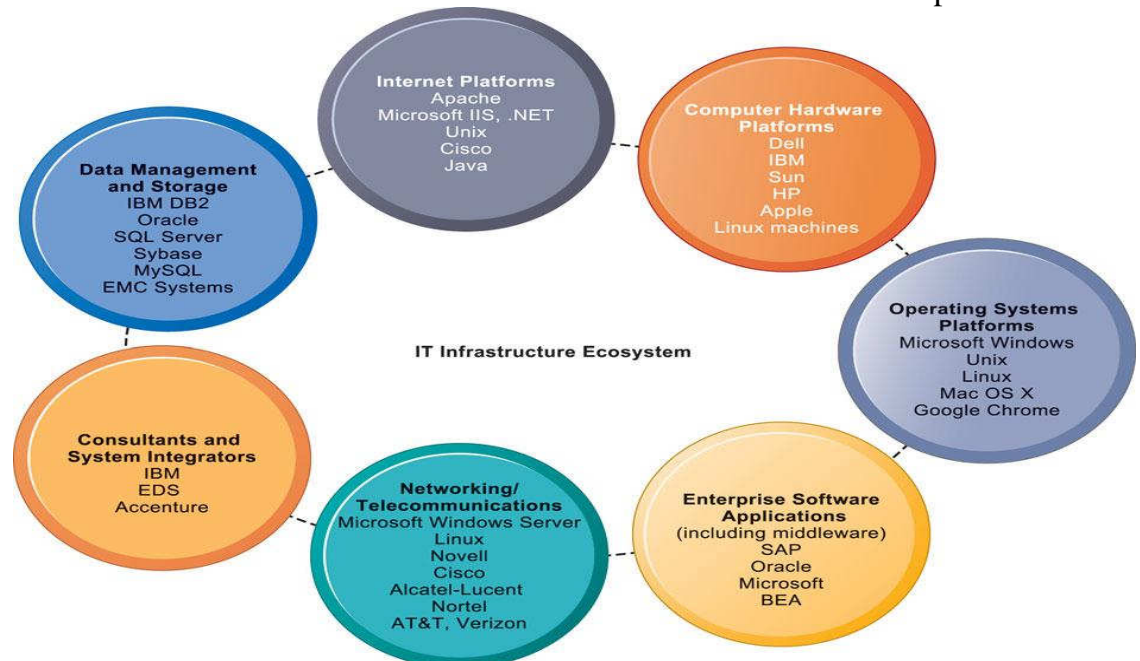 Internet Platforms
Apache
Microsoft IIS, .NET
Unix
Cisco
Java
Computer Hardware
Platforms
Dell
IBM
Sun
HP
Apple
Linux machines
Operating Systems
Platforms
Microsoft Windows
Unix
Linux
Mac OS X
Google Chrome
Enterprise Software
Applications
(including middleware)
SAP
Oracle
Microsoft
BEA
Networking/
Telecommunications
Microsoft Windows Server
Linux
Novell
Cisco
Alcatel-Lucent
Nortel
AT&T, Verizon
Consultants and
System Integrators
IBM
EDS
Accenture
Data Management
and Storage
IBM DB2
Oracle
SQL Server
Sybase
MySQL
EMC Systems
IT Infrastructure Ecosystem